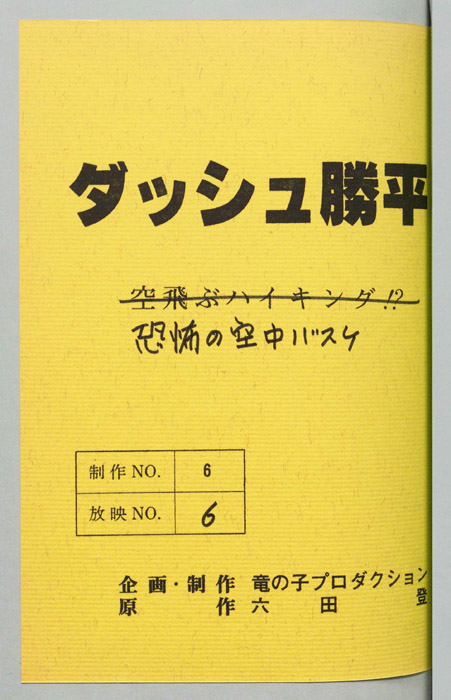 ダッシュ勝平
空飛ぶハイキング!?
恐怖の空中バスケ
制作NO. 6
放映NO. 6
企画・制作 竜の子プロダクション
原作 六田登